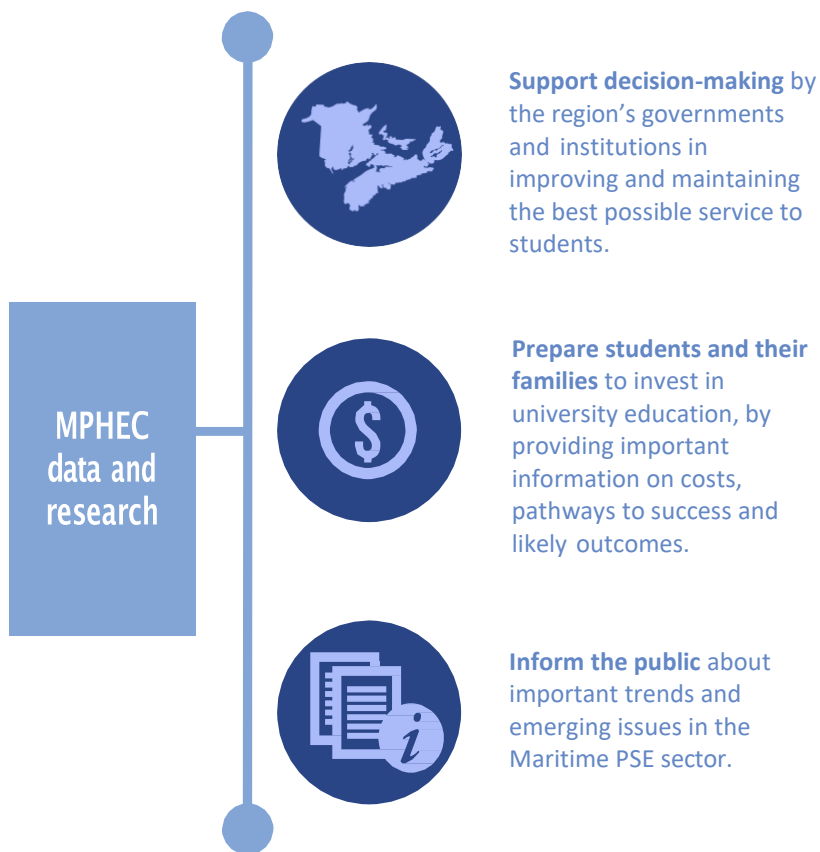 MPHEC
data and
research
Support decision-making by
the region's governments
and institutions in
improving and maintaining
the best possible service to
students.
$
Prepare students and their
families to invest in
university education, by
providing important
information on costs,
pathways to success and
likely outcomes.
i
Inform the public about
important trends and
emerging issues in the
Maritime PSE sector.